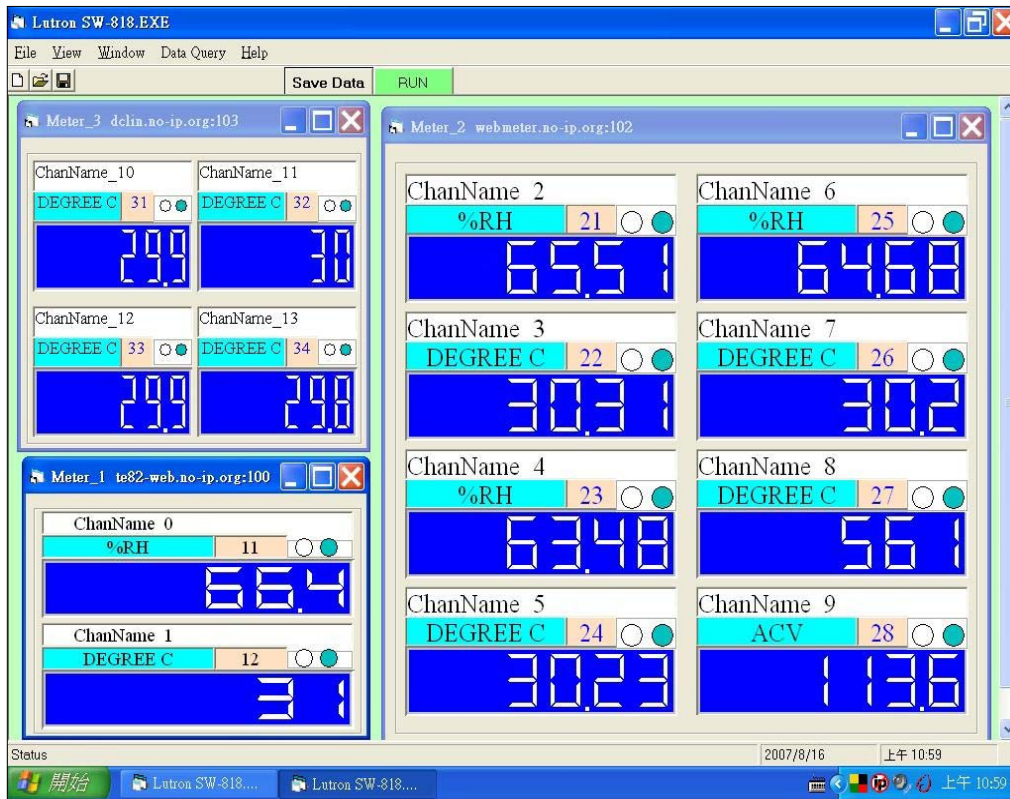 Lutron SW-818.EXE
File View Window Data Query Help
Save Data RUN
Meter_3 dclin.no-ip.org:103
ChanName_10 ChanName_11
DEGREE C 31 DEGREE C 32
29.9 30
ChanName_12 ChanName_13
DEGREE C 33 DEGREE C 34
29.9 29.8
Meter_1 te82-web.no-ip.org:100
ChanName 0
%RH 11
66.4
ChanName 1
DEGREE C 12
31
Meter_2 webmeter.no-ip.org:102
ChanName 2 ChanName 6
%RH 21 %RH 25
65.51 64.68
ChanName 3 ChanName 7
DEGREE C 22 DEGREE C 26
30.31 30.2
ChanName 4 ChanName 8
%RH 23 DEGREE C 27
63.48 561
ChanName 5 ChanName 9
DEGREE C 24 ACV 28
30.23 113.6
Status 2007/8/16 上午 10:59
開始 Lutron SW-818.... Lutron SW-818.... 上午 10:59